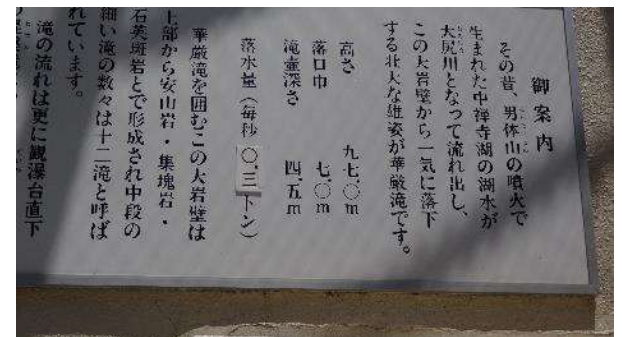 御案内
その昔、男体山の噴火で
生まれた中禅寺湖の湖水が
大尻川となって流れ出し、
この大岩壁から一気に落下
する壮大な雄姿が華厳滝です。
高さ 九七.〇m
落口巾 七.〇m
滝壷深さ 四.五m
落水量(毎秒〇.三トン)
華厳滝を囲むこの大岩壁は
上部から安山岩・集塊岩・
石英斑岩とで形成され中段の
細い滝の数々は十二滝と呼ば
れています。
滝の流れは更に観瀑台直下